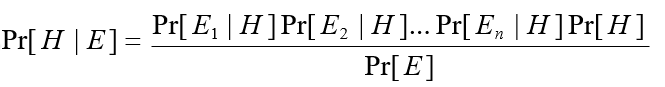 Pr[ H | E ] = Pr[ E₁ | H ] Pr[ E₂ | H ]... Pr[ Eₙ | H ] Pr[ H ] / Pr[ E ]